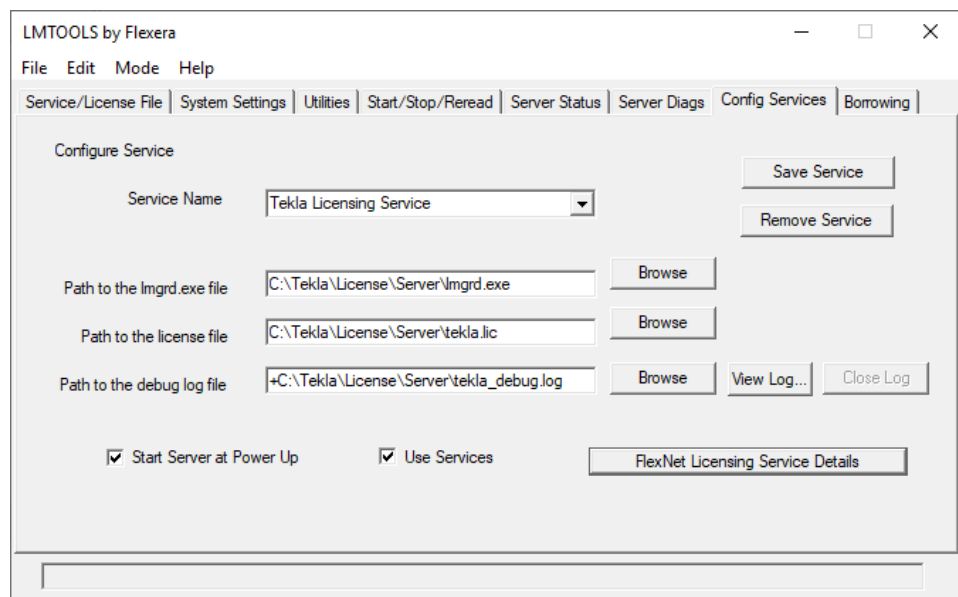 LMTOOLS by Flexera
File Edit Mode Help
Service/License File System Settings Utilities Start/Stop/Reread Server Status Server Diags Config Services Borrowing
Configure Service
Save Service
Service Name Tekla Licensing Service
Remove Service
Path to the lmgrd.exe file C:\Tekla\License\Server\lmgrd.exe Browse
Path to the license file C:\Tekla\License\Server\tekla.lic Browse
Path to the debug log file +C:\Tekla\License\Server\tekla_debug.log Browse View Log... Close Log
Start Server at Power Up Use Services FlexNet Licensing Service Details